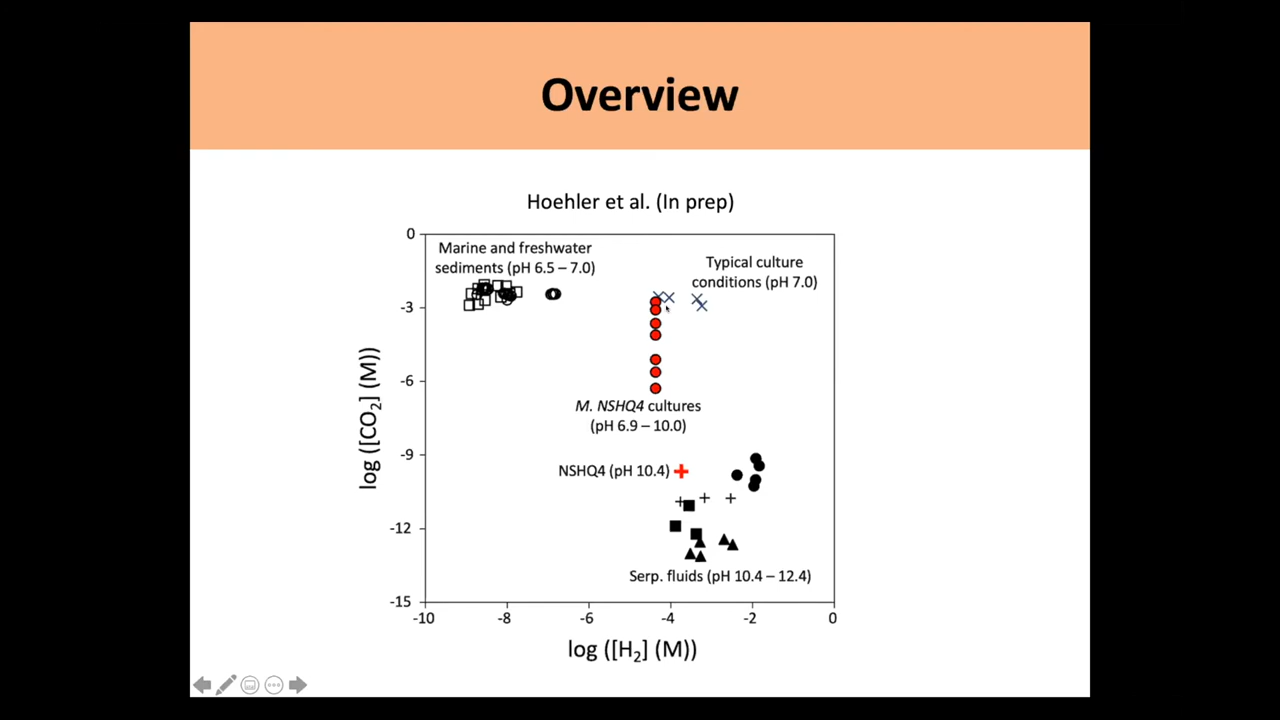 Overview
Hoehler et al. (In prep)
Marine and freshwater
sediments (pH 6.5 – 7.0)
Typical culture
conditions (pH 7.0)
M. NSHQ4 cultures
(pH 6.9 – 10.0)
NSHQ4 (pH 10.4)
Serp. fluids (pH 10.4 – 12.4)
0
-3
-6
-9
-12
-15
log ([CO₂] (M))
-10 -8 -6 -4 -2 0
log ([H₂] (M))